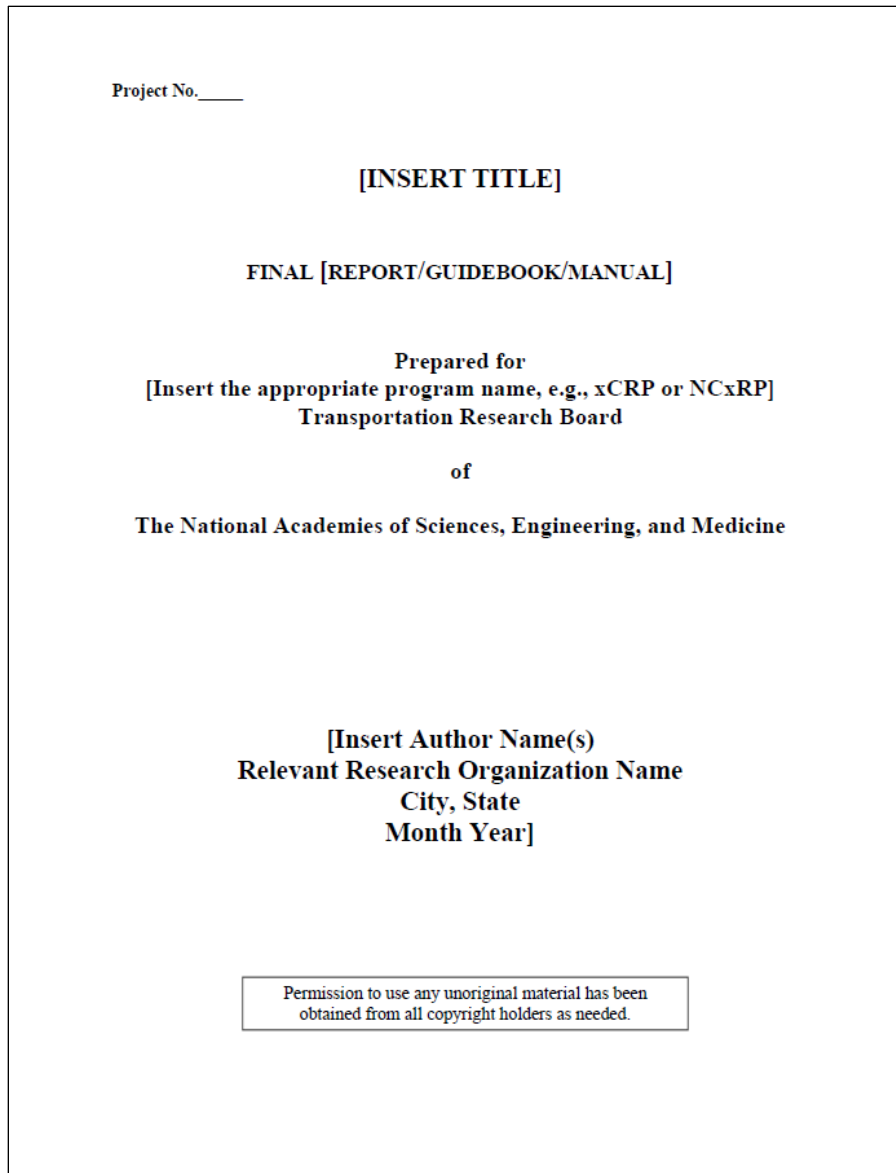 Project No._____
[INSERT TITLE]
FINAL [REPORT/GUIDEBOOK/MANUAL]
Prepared for
[Insert the appropriate program name, e.g., xCRP or NCxRP]
Transportation Research Board
of
The National Academies of Sciences, Engineering, and Medicine
[Insert Author Name(s)
Relevant Research Organization Name
City, State
Month Year]
Permission to use any unoriginal material has been
obtained from all copyright holders as needed.